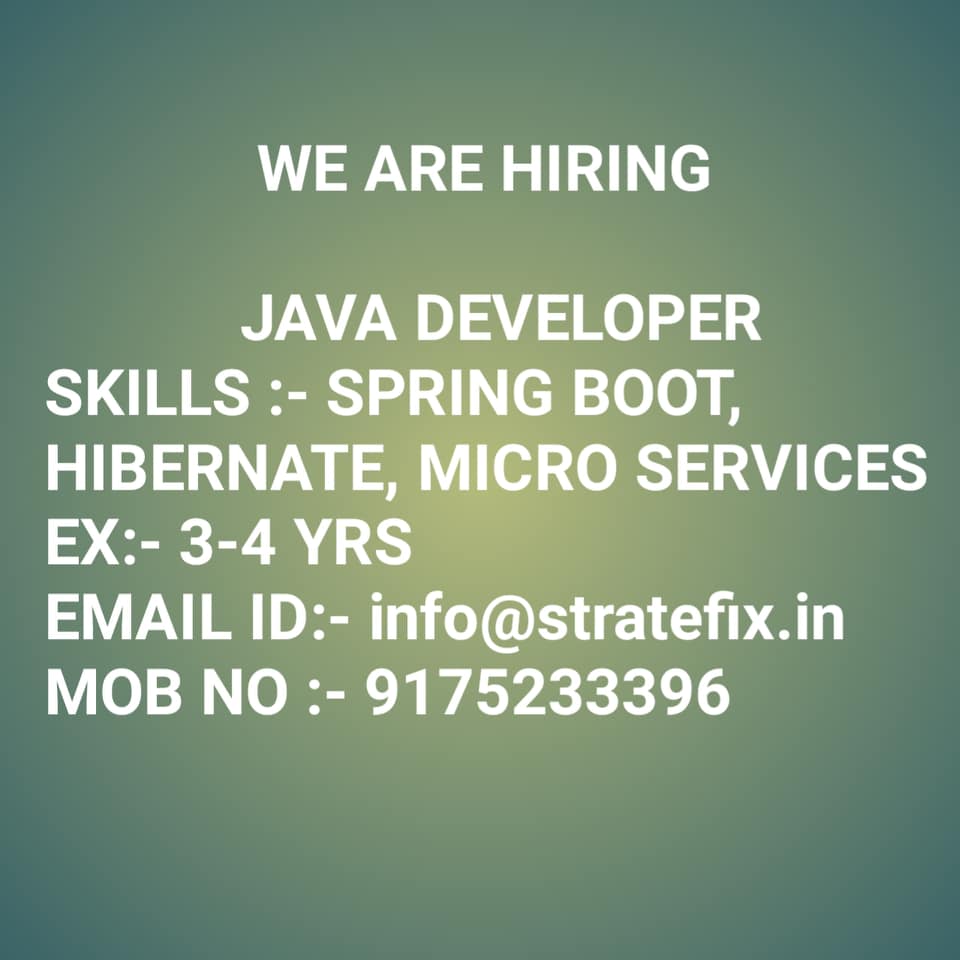 WE ARE HIRING
JAVA DEVELOPER
SKILLS :- SPRING BOOT,
HIBERNATE, MICRO SERVICES
EX:- 3-4 YRS
EMAIL ID:- info@stratefix.in
MOB NO :- 9175233396